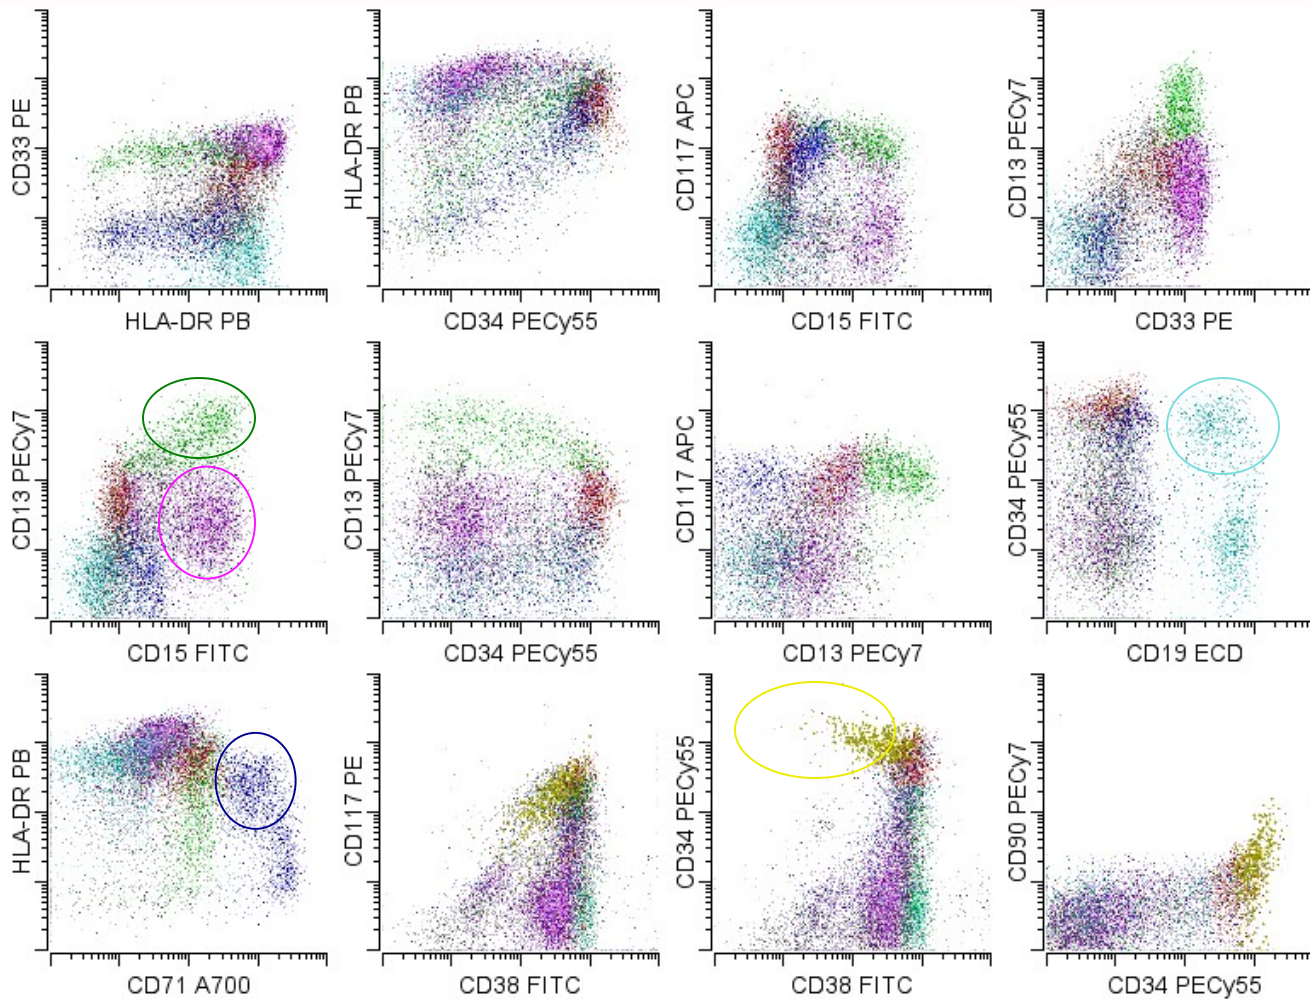 CD33 PE
HLA-DR PB
HLA-DR PB
CD34 PECy55
CD117 APC
CD15 FITC
CD13 PECy7
CD33 PE
CD13 PECy7
CD15 FITC
CD13 PECy7
CD34 PECy55
CD117 APC
CD13 PECy7
CD34 PECy55
CD19 ECD
HLA-DR PB
CD71 A700
CD117 PE
CD38 FITC
CD34 PECy55
CD38 FITC
CD90 PECy7
CD34 PECy55